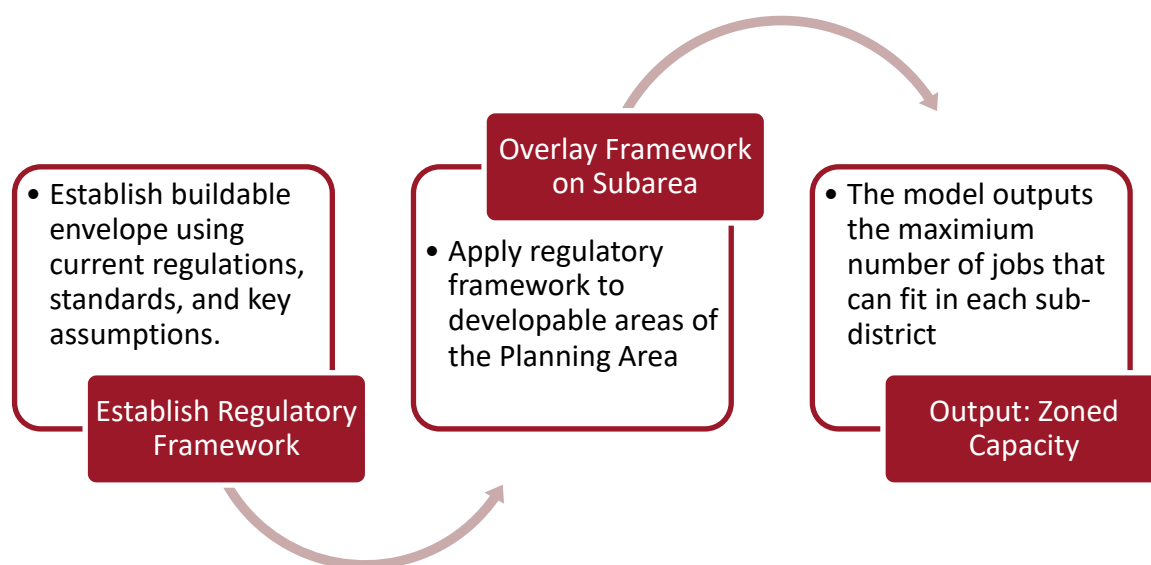 • Establish buildable
envelope using
current regulations,
standards, and key
assumptions.
Establish Regulatory
Framework
Overlay Framework
on Subarea
• Apply regulatory
framework to
developable areas of
the Planning Area
• The model outputs
the maximium
number of jobs that
can fit in each sub-
district
Output: Zoned
Capacity